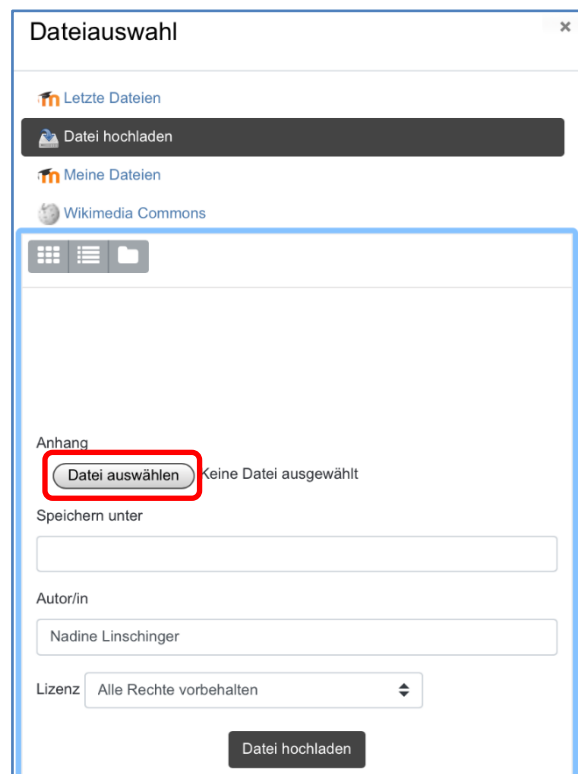 Dateiauswahl ×
Letzte Dateien
Datei hochladen
Meine Dateien
Wikimedia Commons
Anhang
Datei auswählen Keine Datei ausgewählt
Speichern unter
Autor/in
Nadine Linschinger
Lizenz Alle Rechte vorbehalten
Datei hochladen